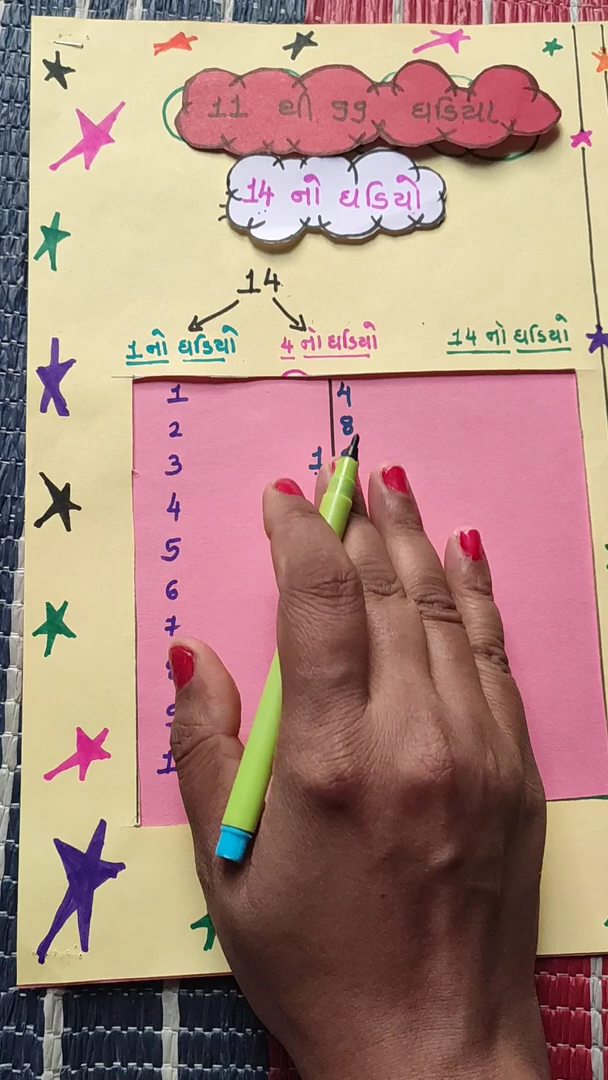 11 થી 99 ઘડિયા
14 નો ઘડિયો
14
1 નો ઘડિયો 4 નો ઘડિયો 14 નો ઘડિયો
1 4
2 8
3 1
4
5
6
7